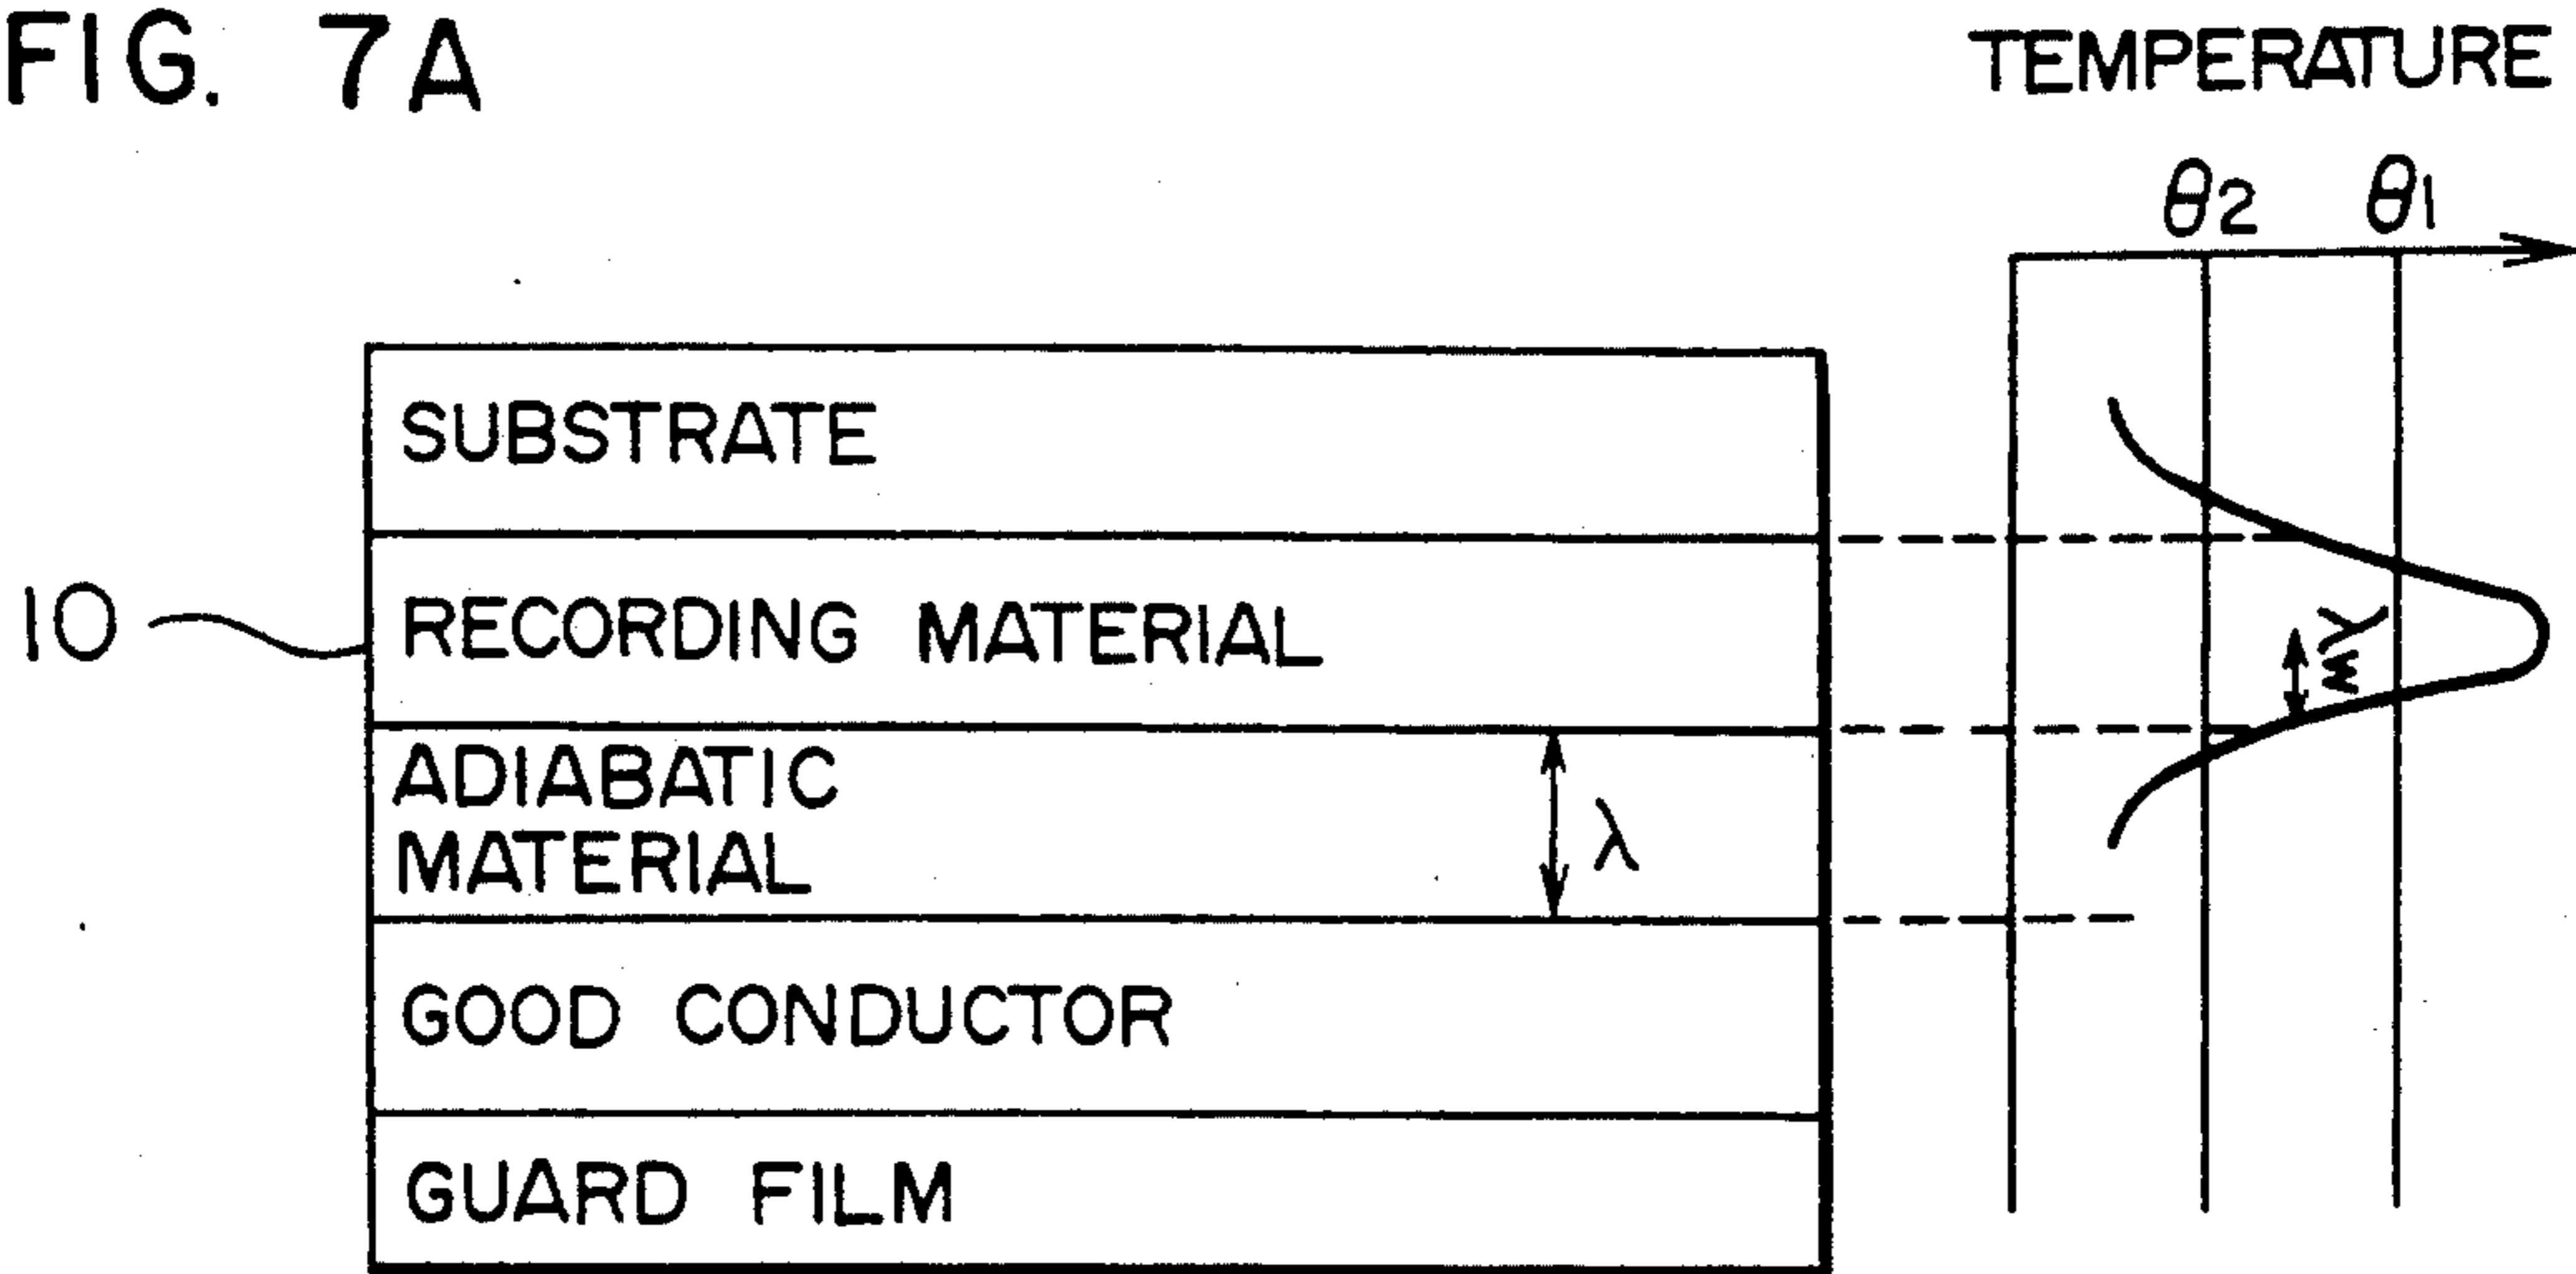 FIG. 7A
TEMPERATURE
θ2 θ1
SUBSTRATE
10
RECORDING MATERIAL
ADIABATIC
MATERIAL
λ
GOOD CONDUCTOR
GUARD FILM